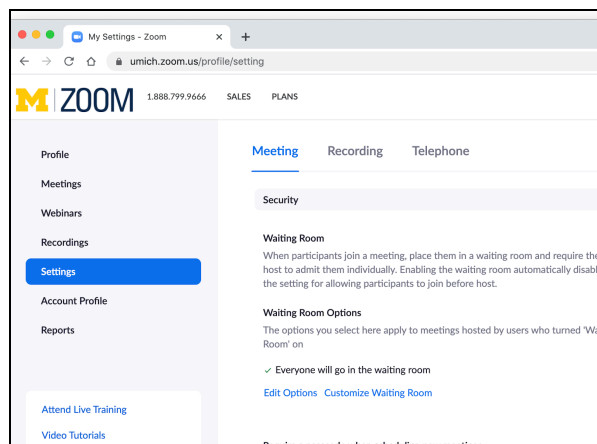 My Settings - Zoom
umich.zoom.us/profile/setting
M ZOOM 1.888.799.9666 SALES PLANS
Profile
Meetings
Webinars
Recordings
Settings
Account Profile
Reports
Attend Live Training
Video Tutorials
Meeting Recording Telephone
Security
Waiting Room
When participants join a meeting, place them in a waiting room and require the
host to admit them individually. Enabling the waiting room automatically disabl
the setting for allowing participants to join before host.
Waiting Room Options
The options you select here apply to meetings hosted by users who turned 'Wa
Room' on
Everyone will go in the waiting room
Edit Options Customize Waiting Room